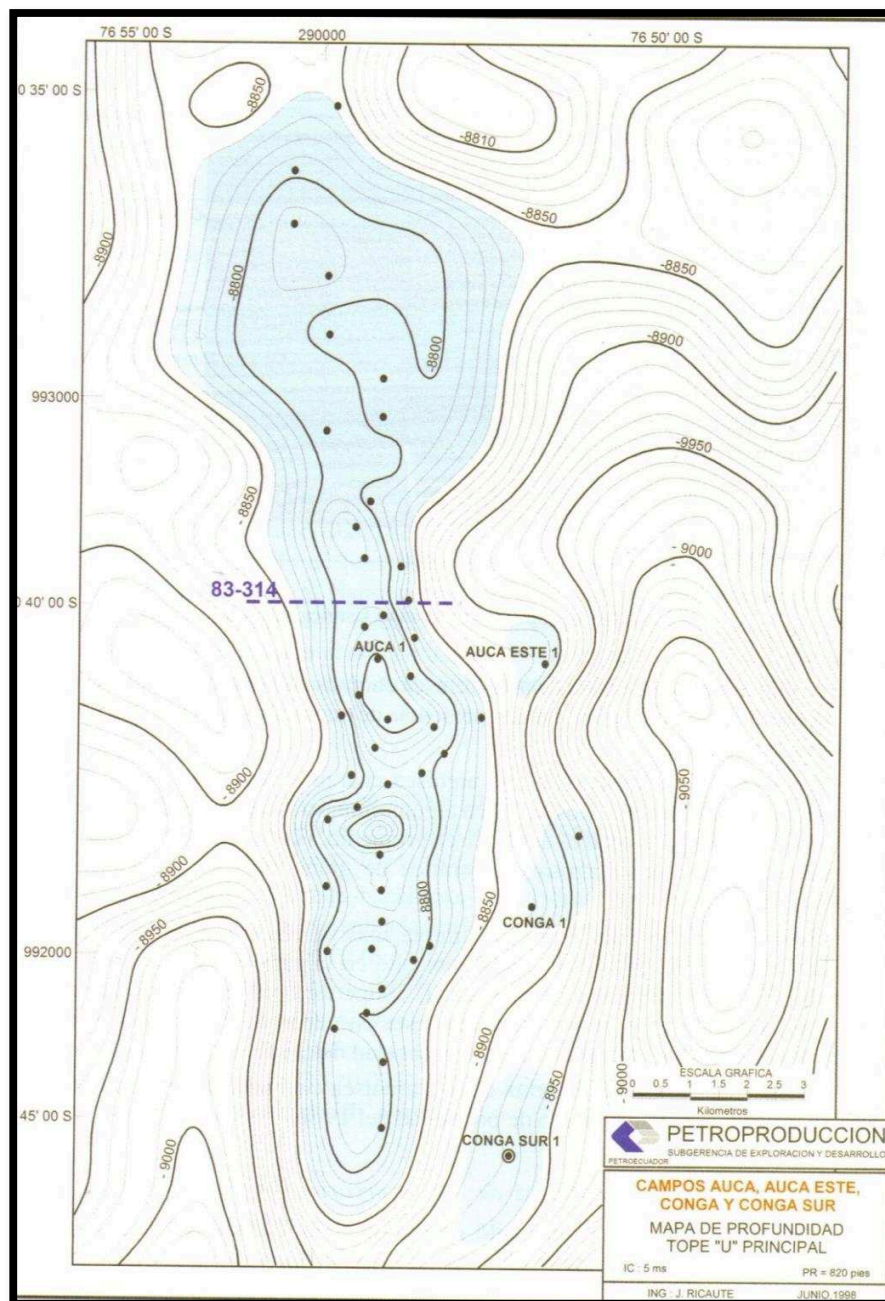 76 55' 00 S
290000
76 50' 00 S
0 35' 00 S
-8850
-8810
-8850
-8900
-8800
-8850
-8900
-8800
993000
-9950
- 8850
- 9000
83-314
0 40' 00 S
AUCA 1
AUCA ESTE 1
- 8900
-9050
- 8900
- 8800
- 8850
CONGA 1
- 8950
992000
- 8900
- 8950
- 9000
ESCALA GRAFICA
0 0.5 1 1.5 2 2.5 3
Kilometros
45' 00 S
CONGA SUR 1
- 9000
PETROPRODUCCION
SUBGERENCIA DE EXPLORACION Y DESARROLLO
PETROECUADOR
CAMPOS AUCA, AUCA ESTE,
CONGA Y CONGA SUR
MAPA DE PROFUNDIDAD
TOPE "U" PRINCIPAL
IC : 5 ms
PR = 820 pies
ING : J. RICAUTE
JUNIO,1998